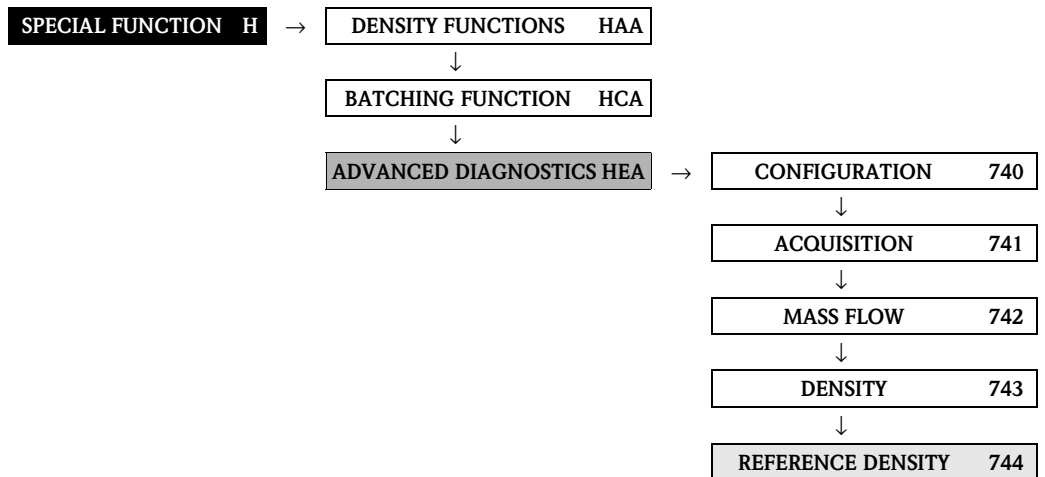 SPECIAL FUNCTION H → DENSITY FUNCTIONS HAA
↓
BATCHING FUNCTION HCA
↓
ADVANCED DIAGNOSTICS HEA → CONFIGURATION 740
↓
ACQUISITION 741
↓
MASS FLOW 742
↓
DENSITY 743
↓
REFERENCE DENSITY 744